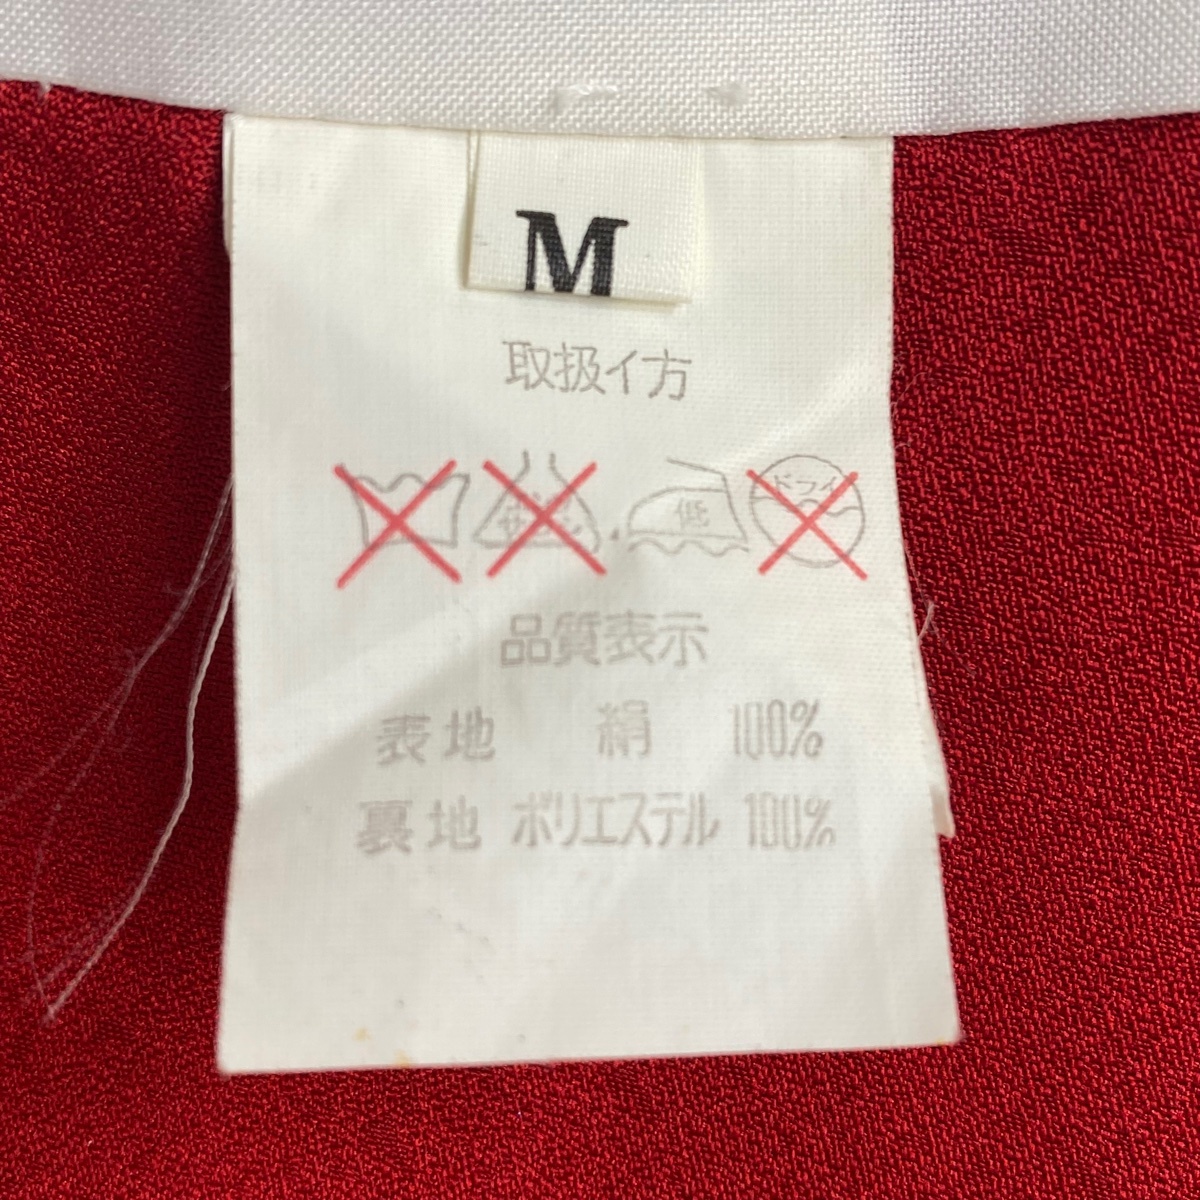 M
取扱イ方
低 ドライ
品質表示
表地 絹 100%
裏地 ポリエステル 100%